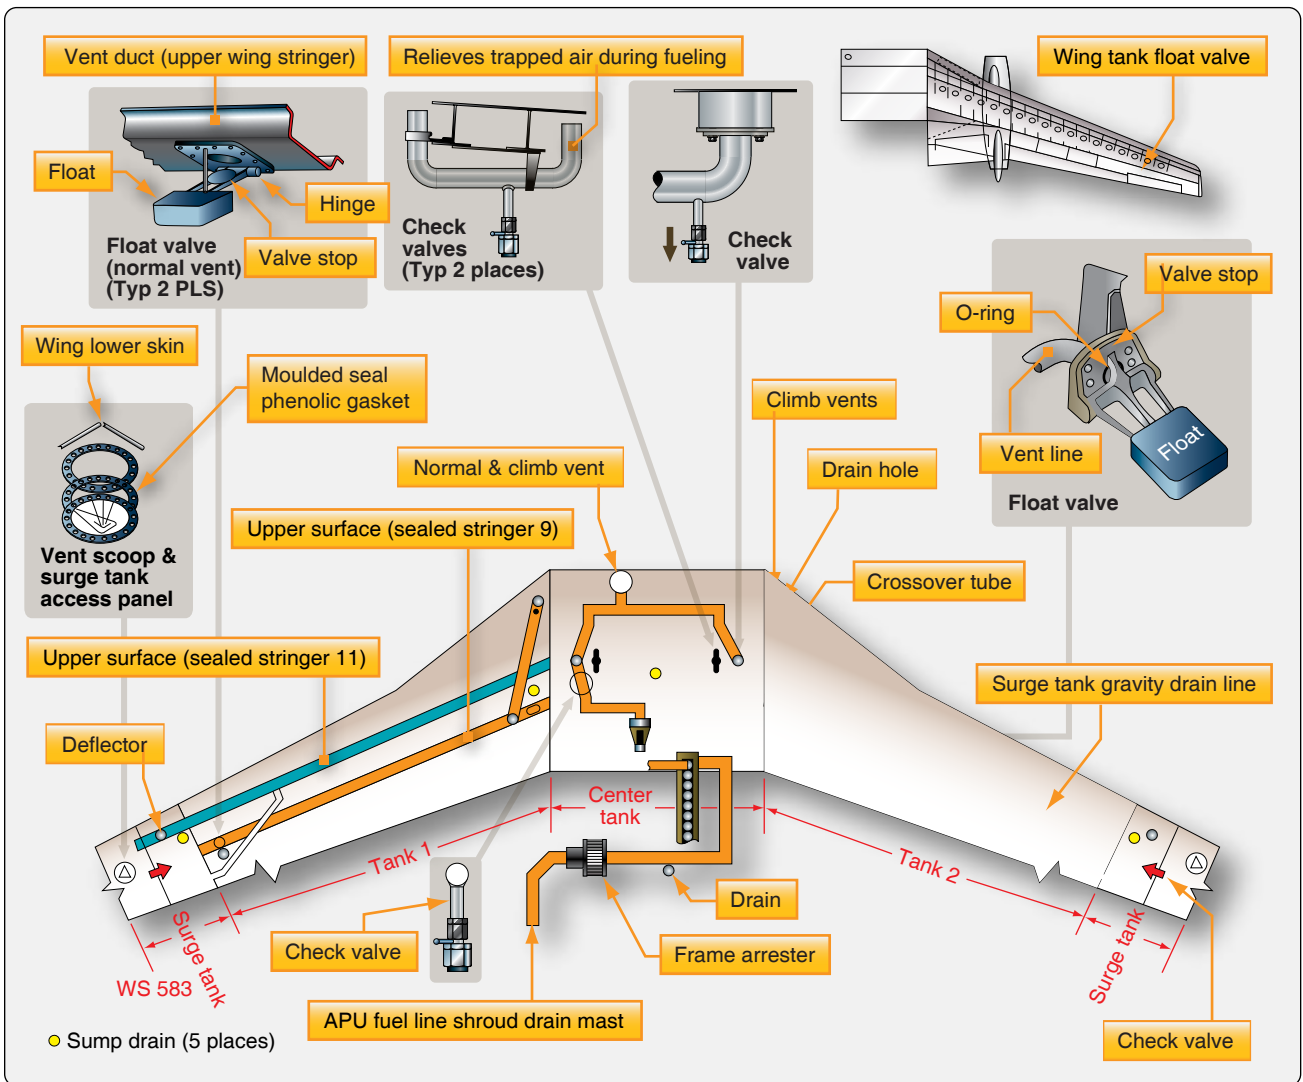 Vent duct (upper wing stringer)
Relieves trapped air during fueling
Wing tank float valve
Float
Hinge
Valve stop
Float valve
(normal vent)
(Typ 2 PLS)
Check
valves
(Typ 2 places)
Check
valve
Valve stop
O-ring
Vent line
Float
Float valve
Wing lower skin
Moulded seal
phenolic gasket
Vent scoop &
surge tank
access panel
Climb vents
Normal & climb vent
Drain hole
Upper surface (sealed stringer 9)
Crossover tube
Upper surface (sealed stringer 11)
Surge tank gravity drain line
Deflector
Center
tank
Tank 1
Tank 2
Surge tank
WS 583
Surge tank
Drain
Check valve
Frame arrester
APU fuel line shroud drain mast
Check valve
Sump drain (5 places)